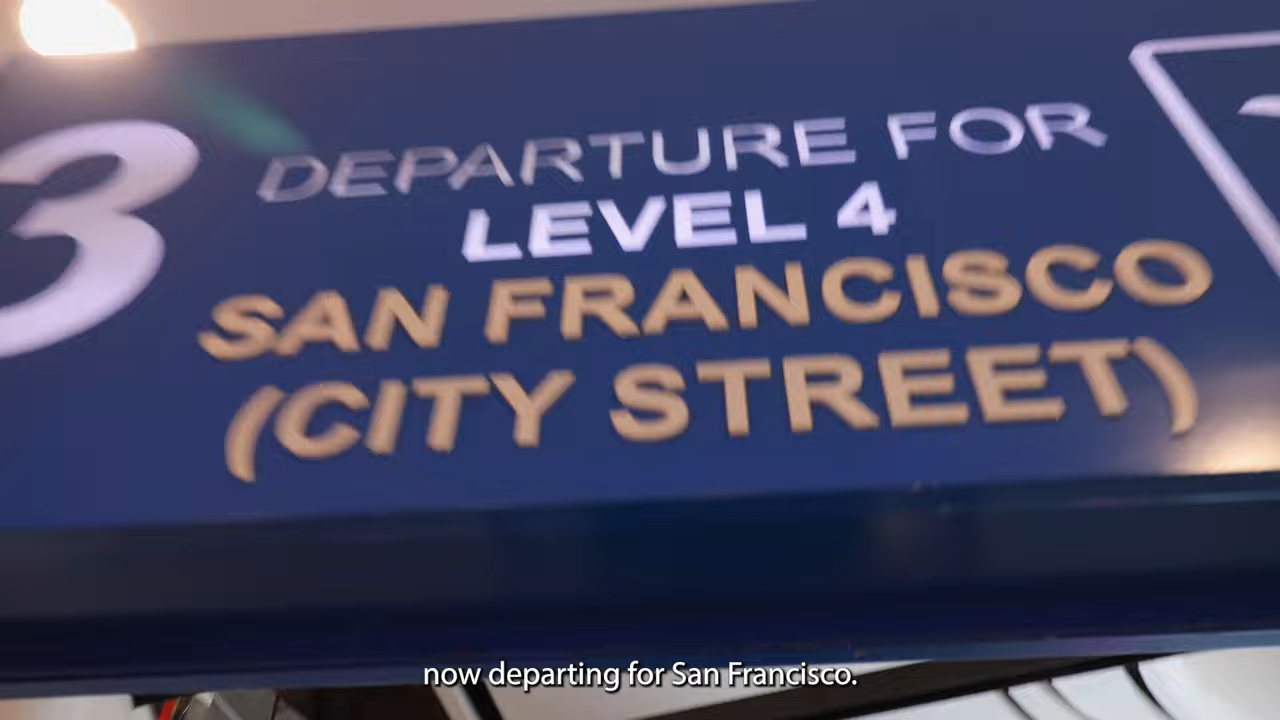 3
DEPARTURE FOR
LEVEL 4
SAN FRANCISCO
(CITY STREET)
now departing for San Francisco.